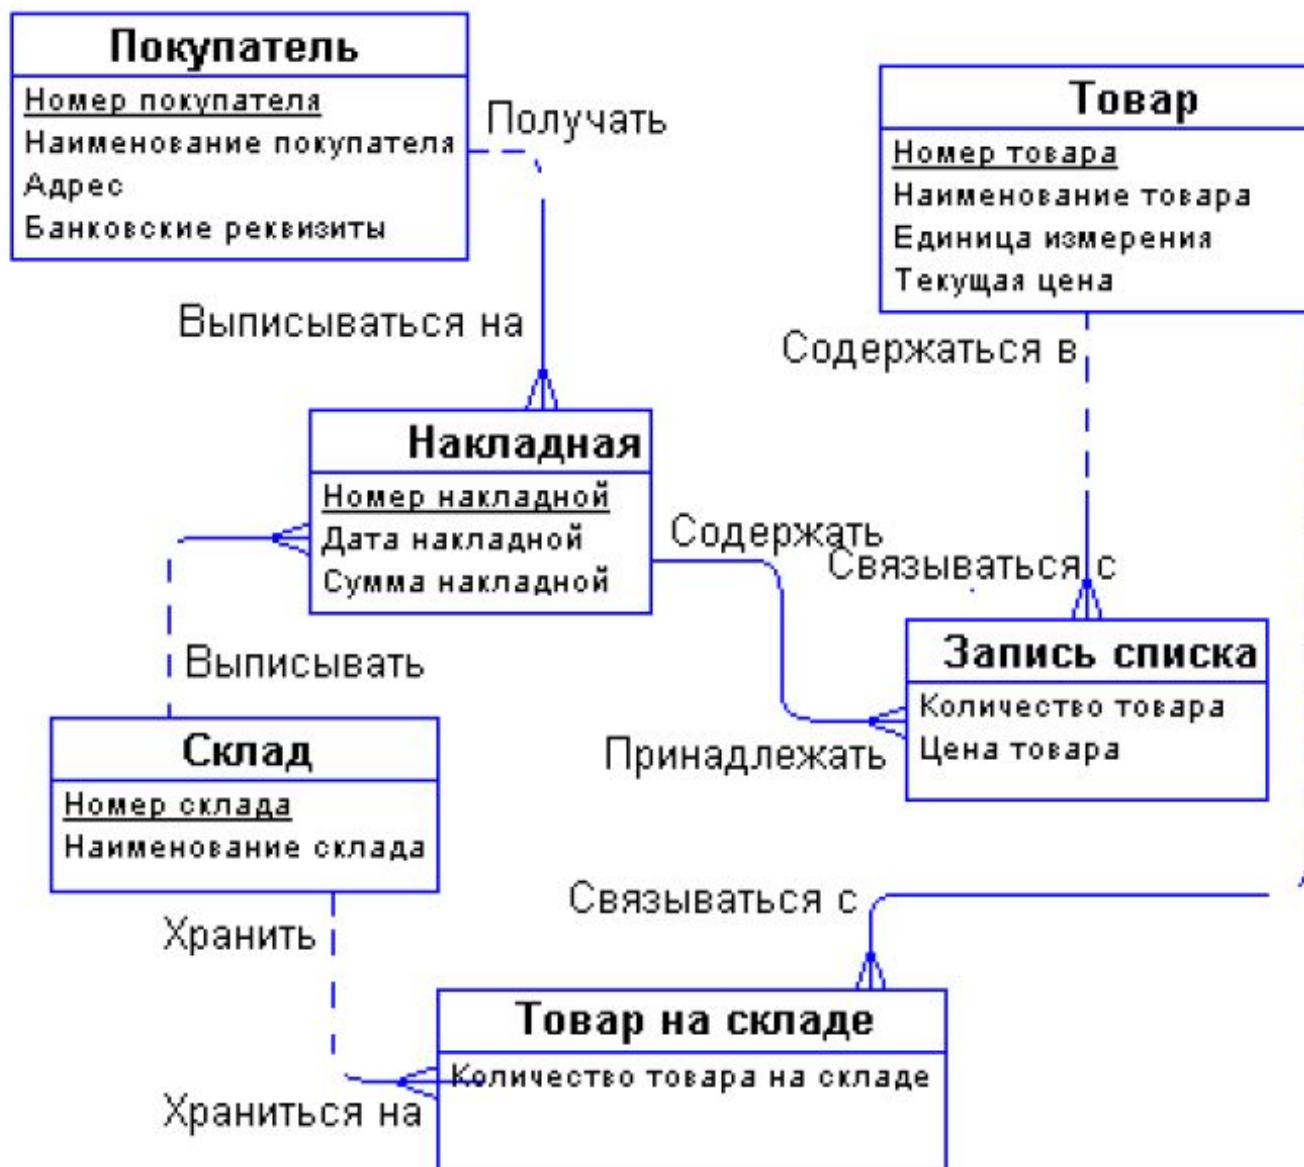 Покупатель
Номер покупателя
Наименование покупателя
Адрес
Банковские реквизиты
Получать
Товар
Номер товара
Наименование товара
Единица измерения
Текущая цена
Выписываться на
Содержаться в
Накладная
Номер накладной
Дата накладной
Сумма накладной
Содержать
Связываться с
Выписывать
Запись списка
Количество товара
Цена товара
Принадлежать
Склад
Номер склада
Наименование склада
Хранить
Связываться с
Товар на складе
Количество товара на складе
Храниться на